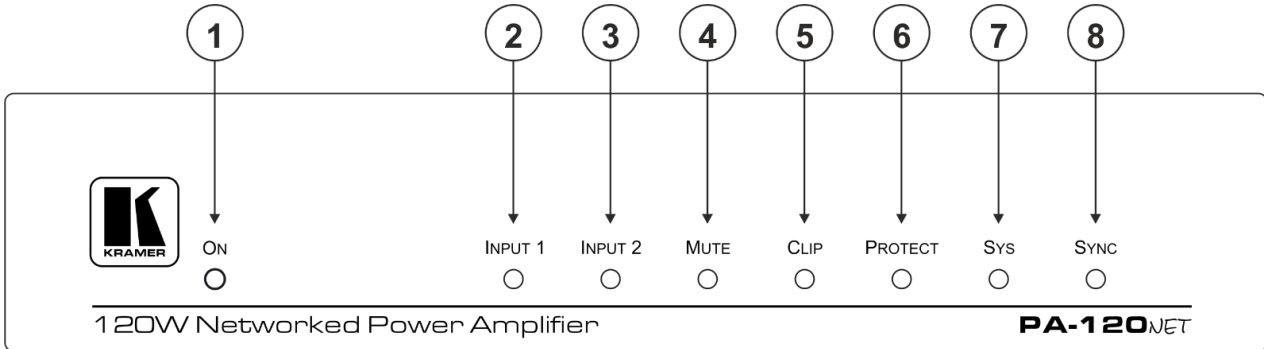 1 2 3 4 5 6 7 8
KRAMER
ON INPUT 1 INPUT 2 MUTE CLIP PROTECT SYS SYNC
120W Networked Power Amplifier PA-120NET